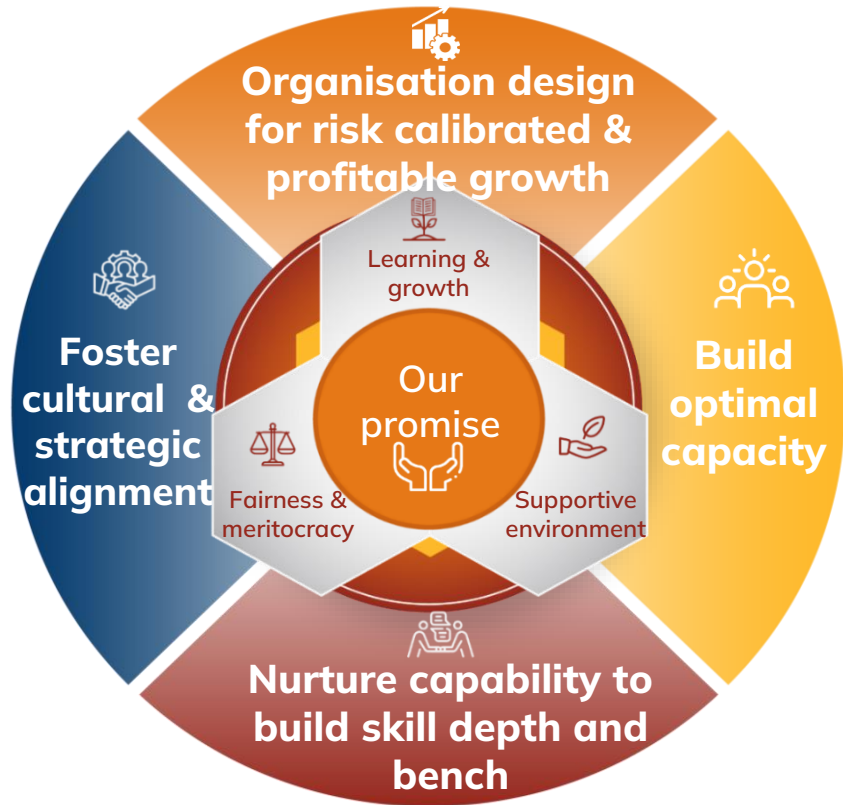 Organisation design
for risk calibrated &
profitable growth
Learning &
growth
Foster
cultural &
strategic
alignment
Our
promise
Build
optimal
capacity
Fairness &
meritocracy
Supportive
environment
Nurture capability to
build skill depth and
bench